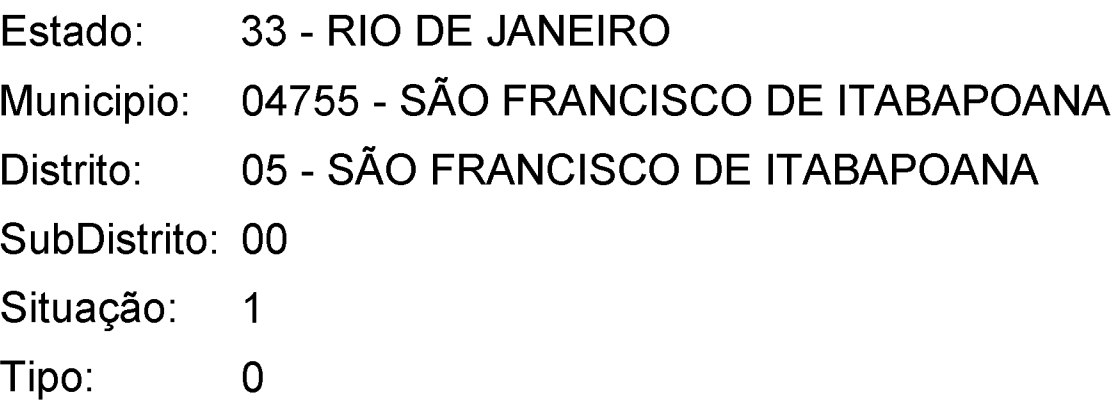 Estado: 33 - RIO DE JANEIRO
Municipio: 04755 - SÃO FRANCISCO DE ITABAPOANA
Distrito: 05 - SÃO FRANCISCO DE ITABAPOANA
SubDistrito: 00
Situação: 1
Tipo: 0